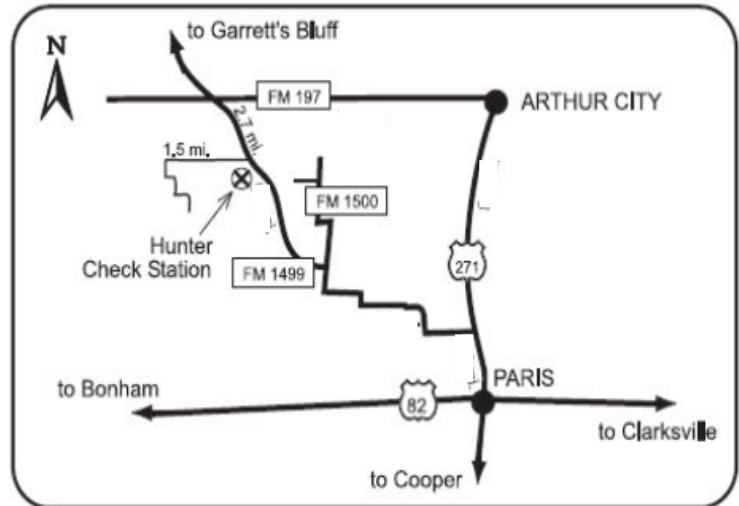 to Garrett's Bluff
N
FM 197
ARTHUR CITY
2.7 mi.
1.5 mi.
FM 1500
Hunter
Check Station
FM 1499
271
PARIS
to Bonham
82
to Clarksville
to Cooper